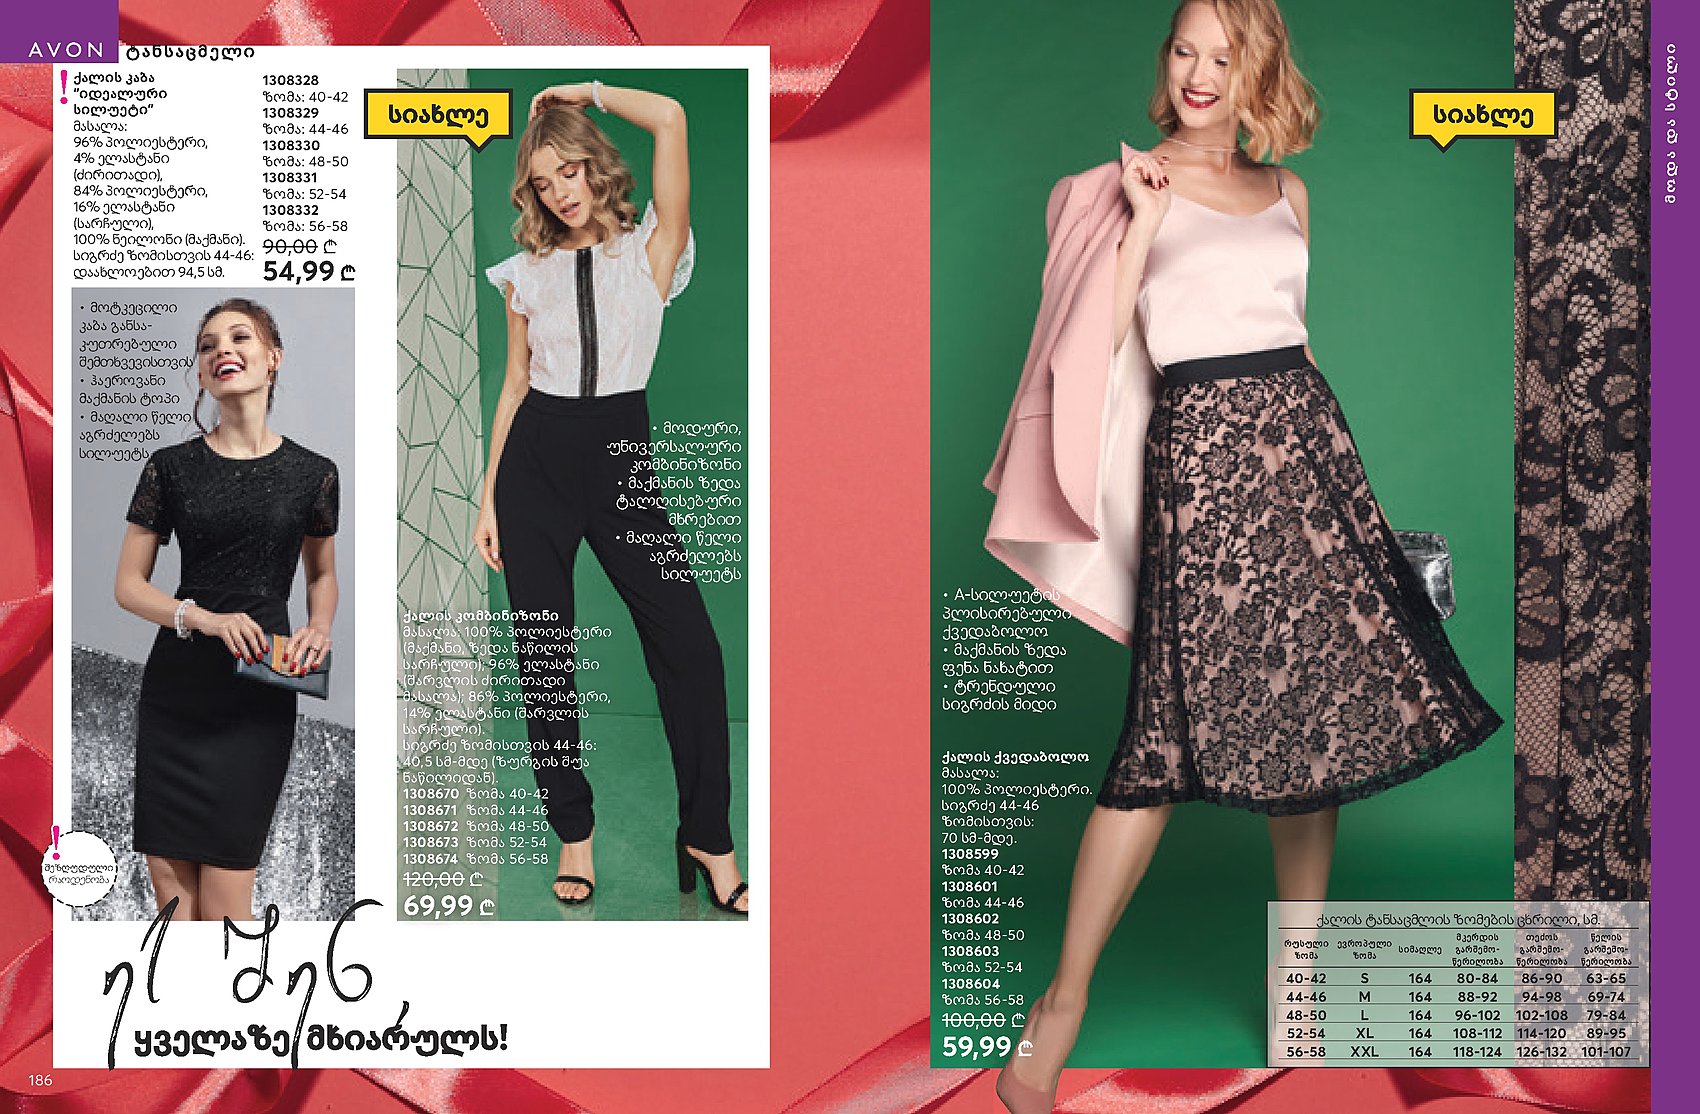 AVON
ტანსაცმელი
ქალის კაბა
"იდეალური
სილუეტი"
მასალა:
96% პოლიესტერი,
4% ელასტანი
(ძირითადი),
84% პოლიესტერი,
16% ელასტანი
(სარჩული),
100% ნეილონი (მაქმანი).
სიგრძე ზომისთვის 44-46:
დაახლოებით 94,5 სმ.
1308328
ზომა: 40-42
1308329
ზომა: 44-46
1308330
ზომა: 48-50
1308331
ზომა: 52-54
1308332
ზომა: 56-58
90,00 ₾
54,99 ₾
• მოტკეცილი
კაბა განსა-
კუთრებული
შემთხვევისთვის
• ჰაეროვანი
მაქმანის ტოპი
• მაღალი წელი
აგრძელებს
სილუეტს
შეზღუდული
რაოდენობა
სიახლე
• მოდური,
უნივერსალური
კომბინიზონი
• მაქმანის ზედა
ტალღისებური
მხრებით
• მაღალი წელი
აგრძელებს
სილუეტს
ქალის კომბინიზონი
მასალა: 100% პოლიესტერი
(მაქმანი, ზედა ნაწილის
სარჩული); 96% ელასტანი
(შარვლის ძირითადი
მასალა); 86% პოლიესტერი,
14% ელასტანი (შარვლის
სარჩული).
სიგრძე ზომისთვის 44-46:
40,5 სმ-მდე (ზურგის შუა
ნაწილიდან).
1308670 ზომა 40-42
1308671 ზომა 44-46
1308672 ზომა 48-50
1308673 ზომა 52-54
1308674 ზომა 56-58
120,00 ₾
69,99 ₾
ეს შენ
ყველაზე მხიარულს!
186
სიახლე
მოდა და სტილი
• A-სილუეტის
პლისირებული
ქვედაბოლო
• მაქმანის ზედა
ფენა ნახატით
• ტრენდული
სიგრძის მიდი
ქალის ქვედაბოლო
მასალა:
100% პოლიესტერი.
სიგრძე 44-46
ზომისთვის:
70 სმ-მდე.
1308599
ზომა 40-42
1308601
ზომა 44-46
1308602
ზომა 48-50
1308603
ზომა 52-54
1308604
ზომა 56-58
100,00 ₾
59,99 ₾
ქალის ტანსაცმლის ზომების ცხრილი, სმ.
რუსული ზომა ევროპული ზომა სიმაღლე მკერდის გარშემო-წერილობა თეძოს გარშემო-წერილობა წელის გარშემო-წერილობა
40-42 S 164 80-84 86-90 63-65
44-46 M 164 88-92 94-98 69-74
48-50 L 164 96-102 102-108 79-84
52-54 XL 164 108-112 114-120 89-95
56-58 XXL 164 118-124 126-132 101-107